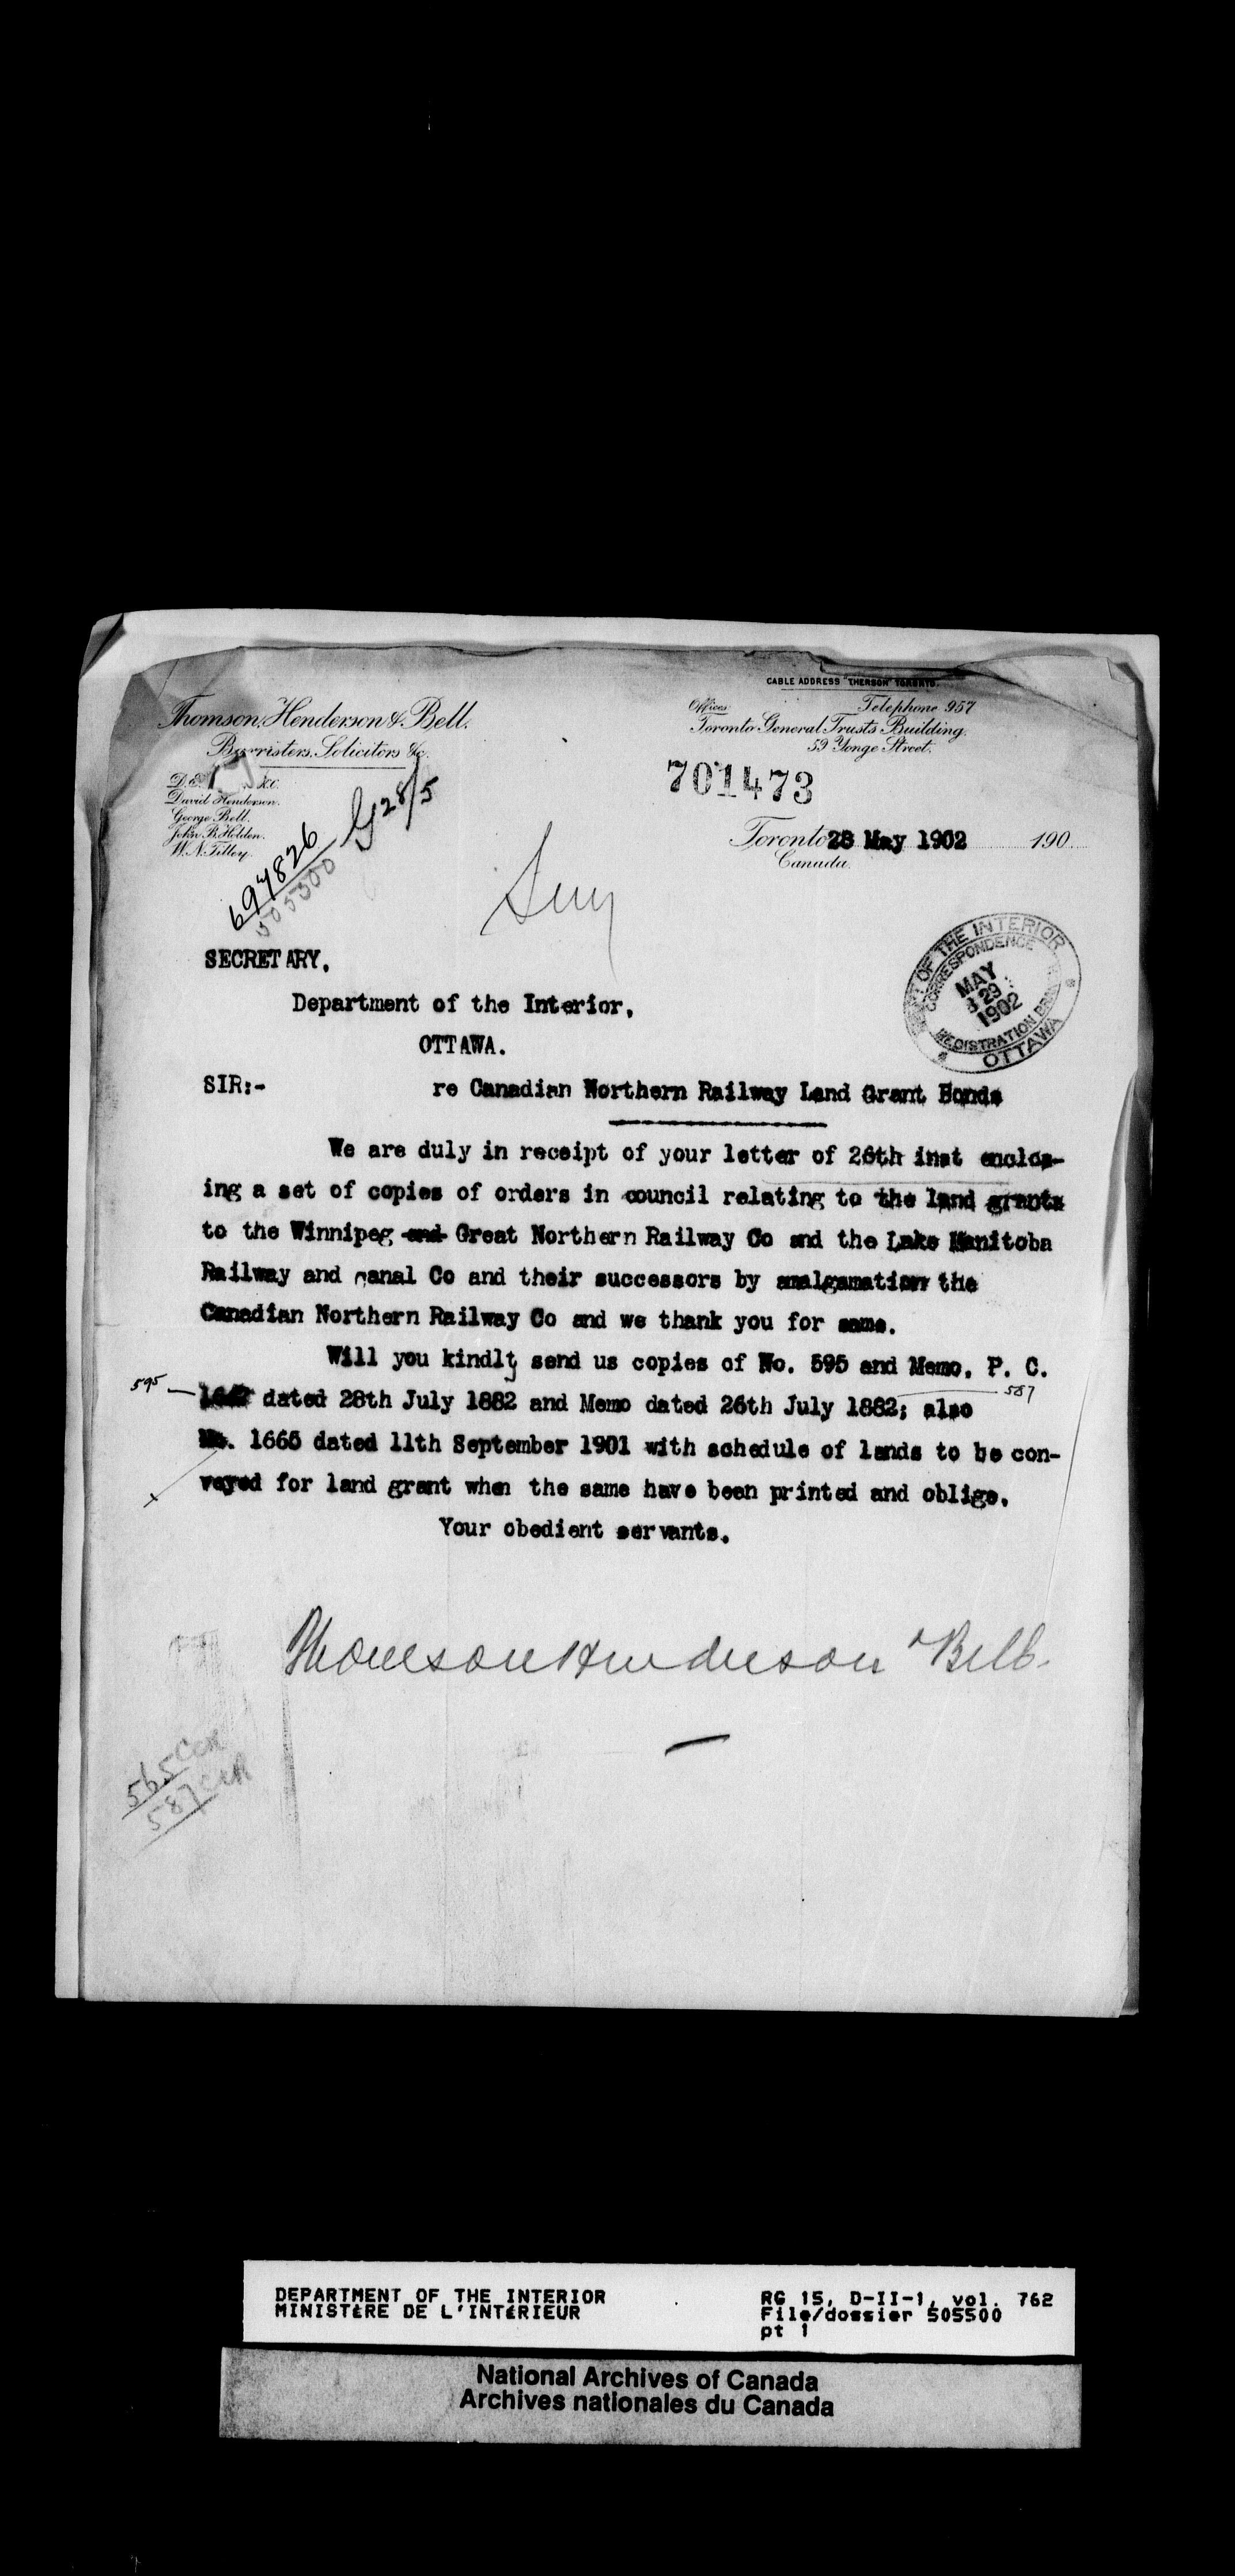 CABLE ADDRESS "THERSON" TORONTO.
Thomson, Henderson & Bell.
Barristers, Solicitors &c.
Offices
Telephone 957
Toronto General Trusts Building.
59 Yonge Street.
D.E. K.C.
David Henderson.
George Bell.
John B. Holden.
W. N. Tilley.
701473
G 28/5
697826
505500
Toronto 28 May 1902 190
Canada.
SECRETARY,
Department of the Interior,
OTTAWA.
DEPT OF THE INTERIOR
CORRESPONDENCE
MAY
29
1902
REGISTRATION
OTTAWA
SIR:- re Canadian Northern Railway Land Grant Bonds
We are duly in receipt of your letter of 26th inst enclos-
ing a set of copies of orders in council relating to the land grants
to the Winnipeg and Great Northern Railway Co and the Lake Manitoba
Railway and canal Co and their successors by amalgamation the
Canadian Northern Railway Co and we thank you for same.
Will you kindly send us copies of No. 595 and Memo. P. C.
595 — dated 28th July 1882 and Memo dated 26th July 1882; also
587
No. 1665 dated 11th September 1901 with schedule of lands to be con-
veyed for land grant when the same have been printed and oblige,
Your obedient servants.
Thomson Henderson & Bell.
565
587
DEPARTMENT OF THE INTERIOR
MINISTÈRE DE L'INTÉRIEUR
RG 15, D-II-1, vol. 762
File/dossier 505500
pt 1
National Archives of Canada
Archives nationales du Canada